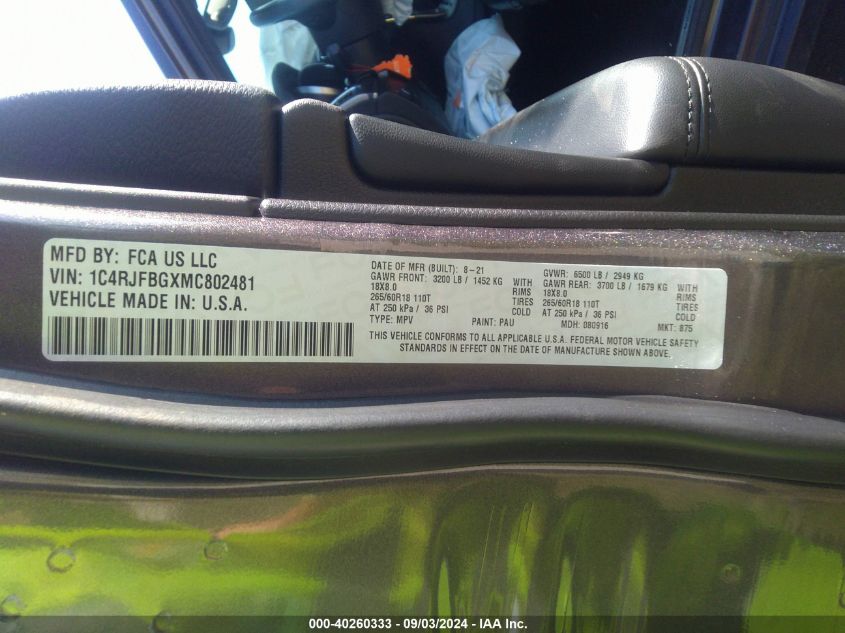 MFD BY: FCA US LLC
VIN: 1C4RJFBGXMC802481
VEHICLE MADE IN: U.S.A.
DATE OF MFR (BUILT): 8-21
GAWR FRONT: 3200 LB / 1452 KG WITH
18X8.0 RIMS
265/60R18 110T
AT 250 kPa / 36 PSI COLD
TYPE: MPV PAINT: PAU
GVWR: 6500 LB / 2949 KG
GAWR REAR: 3700 LB / 1679 KG WITH
18X8.0 RIMS
265/60R18 110T
AT 250 kPa / 36 PSI COLD
MDH: 080916 MKT: 875
THIS VEHICLE CONFORMS TO ALL APPLICABLE U.S.A. FEDERAL MOTOR VEHICLE SAFETY
STANDARDS IN EFFECT ON THE DATE OF MANUFACTURE SHOWN ABOVE.
000-40260333 - 09/03/2024 - IAA Inc.